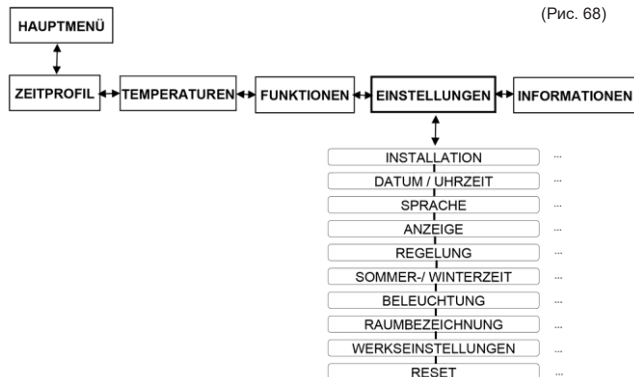 (Рис. 68)
HAUPTMENÜ
ZEITPROFIL TEMPERATUREN FUNKTIONEN EINSTELLUNGEN INFORMATIONEN
INSTALLATION ...
DATUM / UHRZEIT ...
SPRACHE ...
ANZEIGE ...
REGELUNG ...
SOMMER-/ WINTERZEIT ...
BELEUCHTUNG ...
RAUMBEZEICHNUNG ...
WERKSEINSTELLUNGEN ...
RESET ...